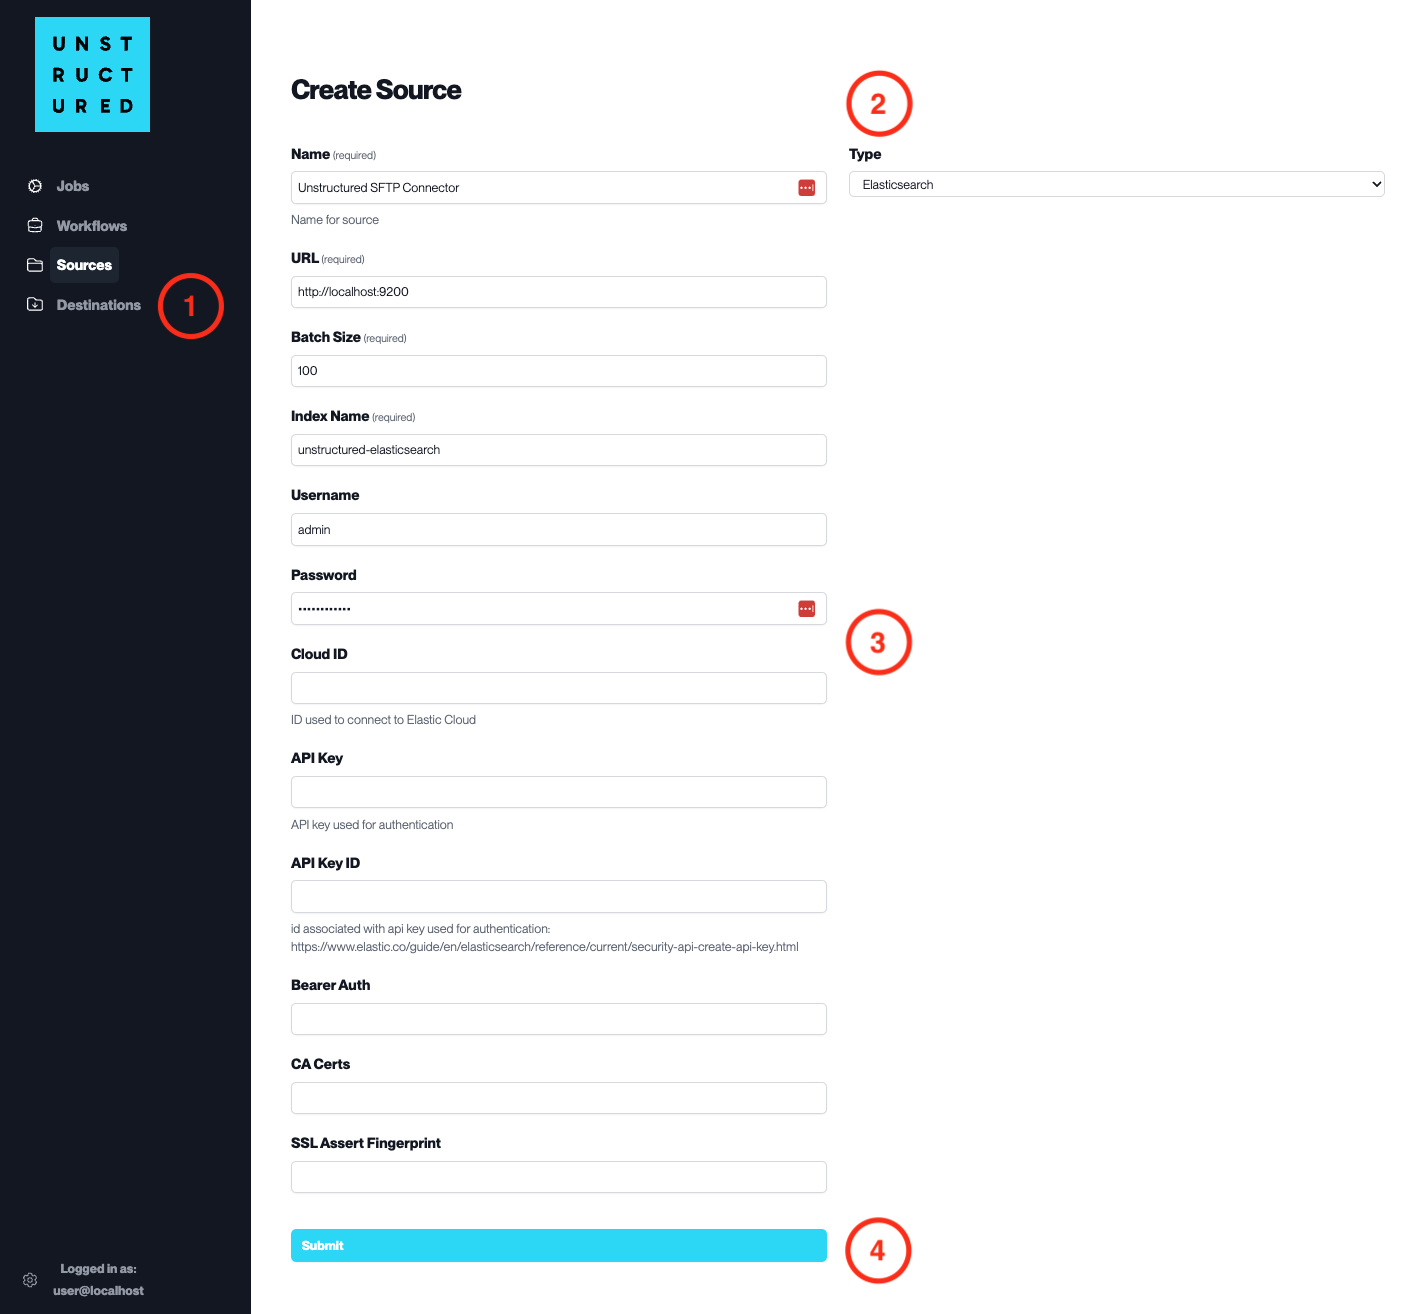 UNST
RUCT
URED
Jobs
Workflows
Sources
Destinations
1
Logged in as:
user@localhost
Create Source
2
Name (required)
Unstructured SFTP Connector
Name for source
Type
Elasticsearch
URL (required)
http://localhost:9200
Batch Size (required)
100
Index Name (required)
unstructured-elasticsearch
Username
admin
Password
••••••••••••
3
Cloud ID
ID used to connect to Elastic Cloud
API Key
API key used for authentication
API Key ID
id associated with api key used for authentication:
https://www.elastic.co/guide/en/elasticsearch/reference/current/security-api-create-api-key.html
Bearer Auth
CA Certs
SSL Assert Fingerprint
Submit
4